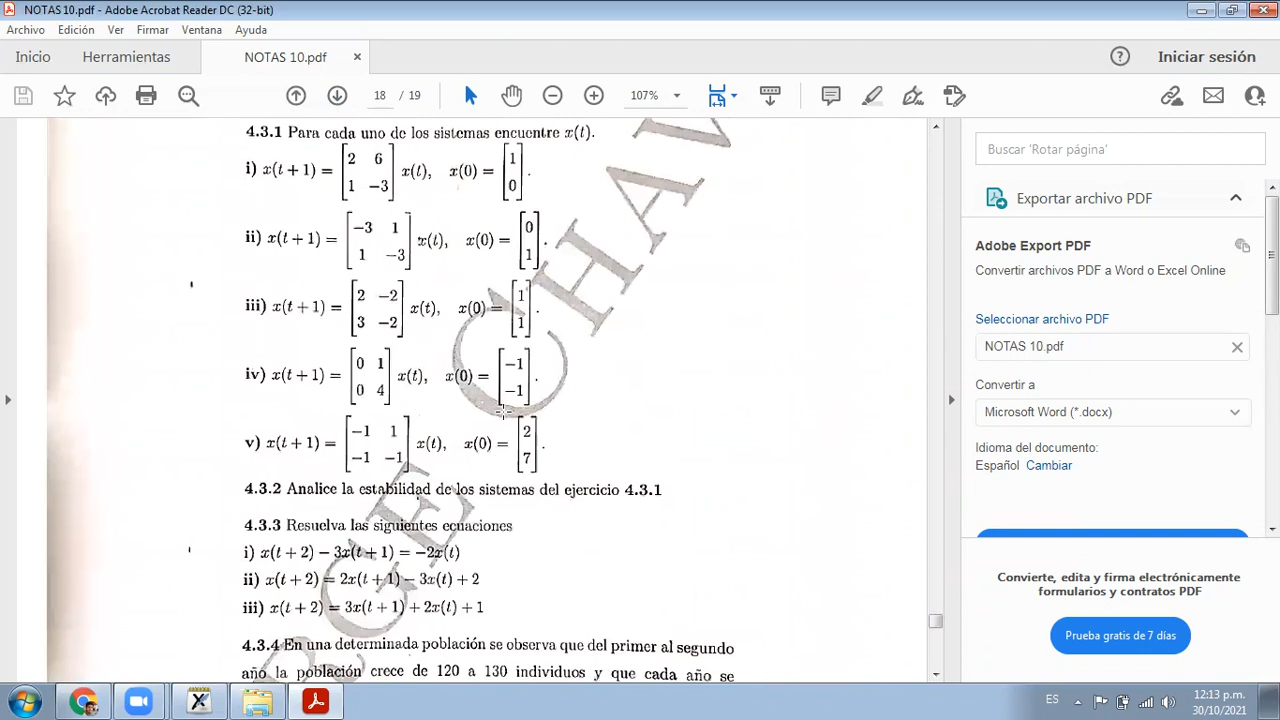 NOTAS 10.pdf - Adobe Acrobat Reader DC (32-bit)
Archivo Edición Ver Firmar Ventana Ayuda
Inicio Herramientas NOTAS 10.pdf × Iniciar sesión
18 / 19 107%
4.3.1 Para cada uno de los sistemas encuentre x(t).
i) x(t + 1) = [2 6; 1 −3] x(t), x(0) = [1; 0].
ii) x(t + 1) = [−3 1; 1 −3] x(t), x(0) = [0; 1].
iii) x(t + 1) = [2 −2; 3 −2] x(t), x(0) = [1; 1].
iv) x(t + 1) = [0 1; 0 4] x(t), x(0) = [−1; −1].
v) x(t + 1) = [−1 1; −1 −1] x(t), x(0) = [2; 7].
4.3.2 Analice la estabilidad de los sistemas del ejercicio 4.3.1
4.3.3 Resuelva las siguientes ecuaciones
i) x(t + 2) − 3x(t + 1) = −2x(t)
ii) x(t + 2) = 2x(t + 1) − 3x(t) + 2
iii) x(t + 2) = 3x(t + 1) + 2x(t) + 1
4.3.4 En una determinada población se observa que del primer al segundo
año la población crece de 120 a 130 individuos y que cada año se
Buscar 'Rotar página'
Exportar archivo PDF
Adobe Export PDF
Convertir archivos PDF a Word o Excel Online
Seleccionar archivo PDF
NOTAS 10.pdf
Convertir a
Microsoft Word (*.docx)
Idioma del documento:
Español Cambiar
Convierte, edita y firma electrónicamente
formularios y contratos PDF
Prueba gratis de 7 días
ES 12:13 p.m.
30/10/2021